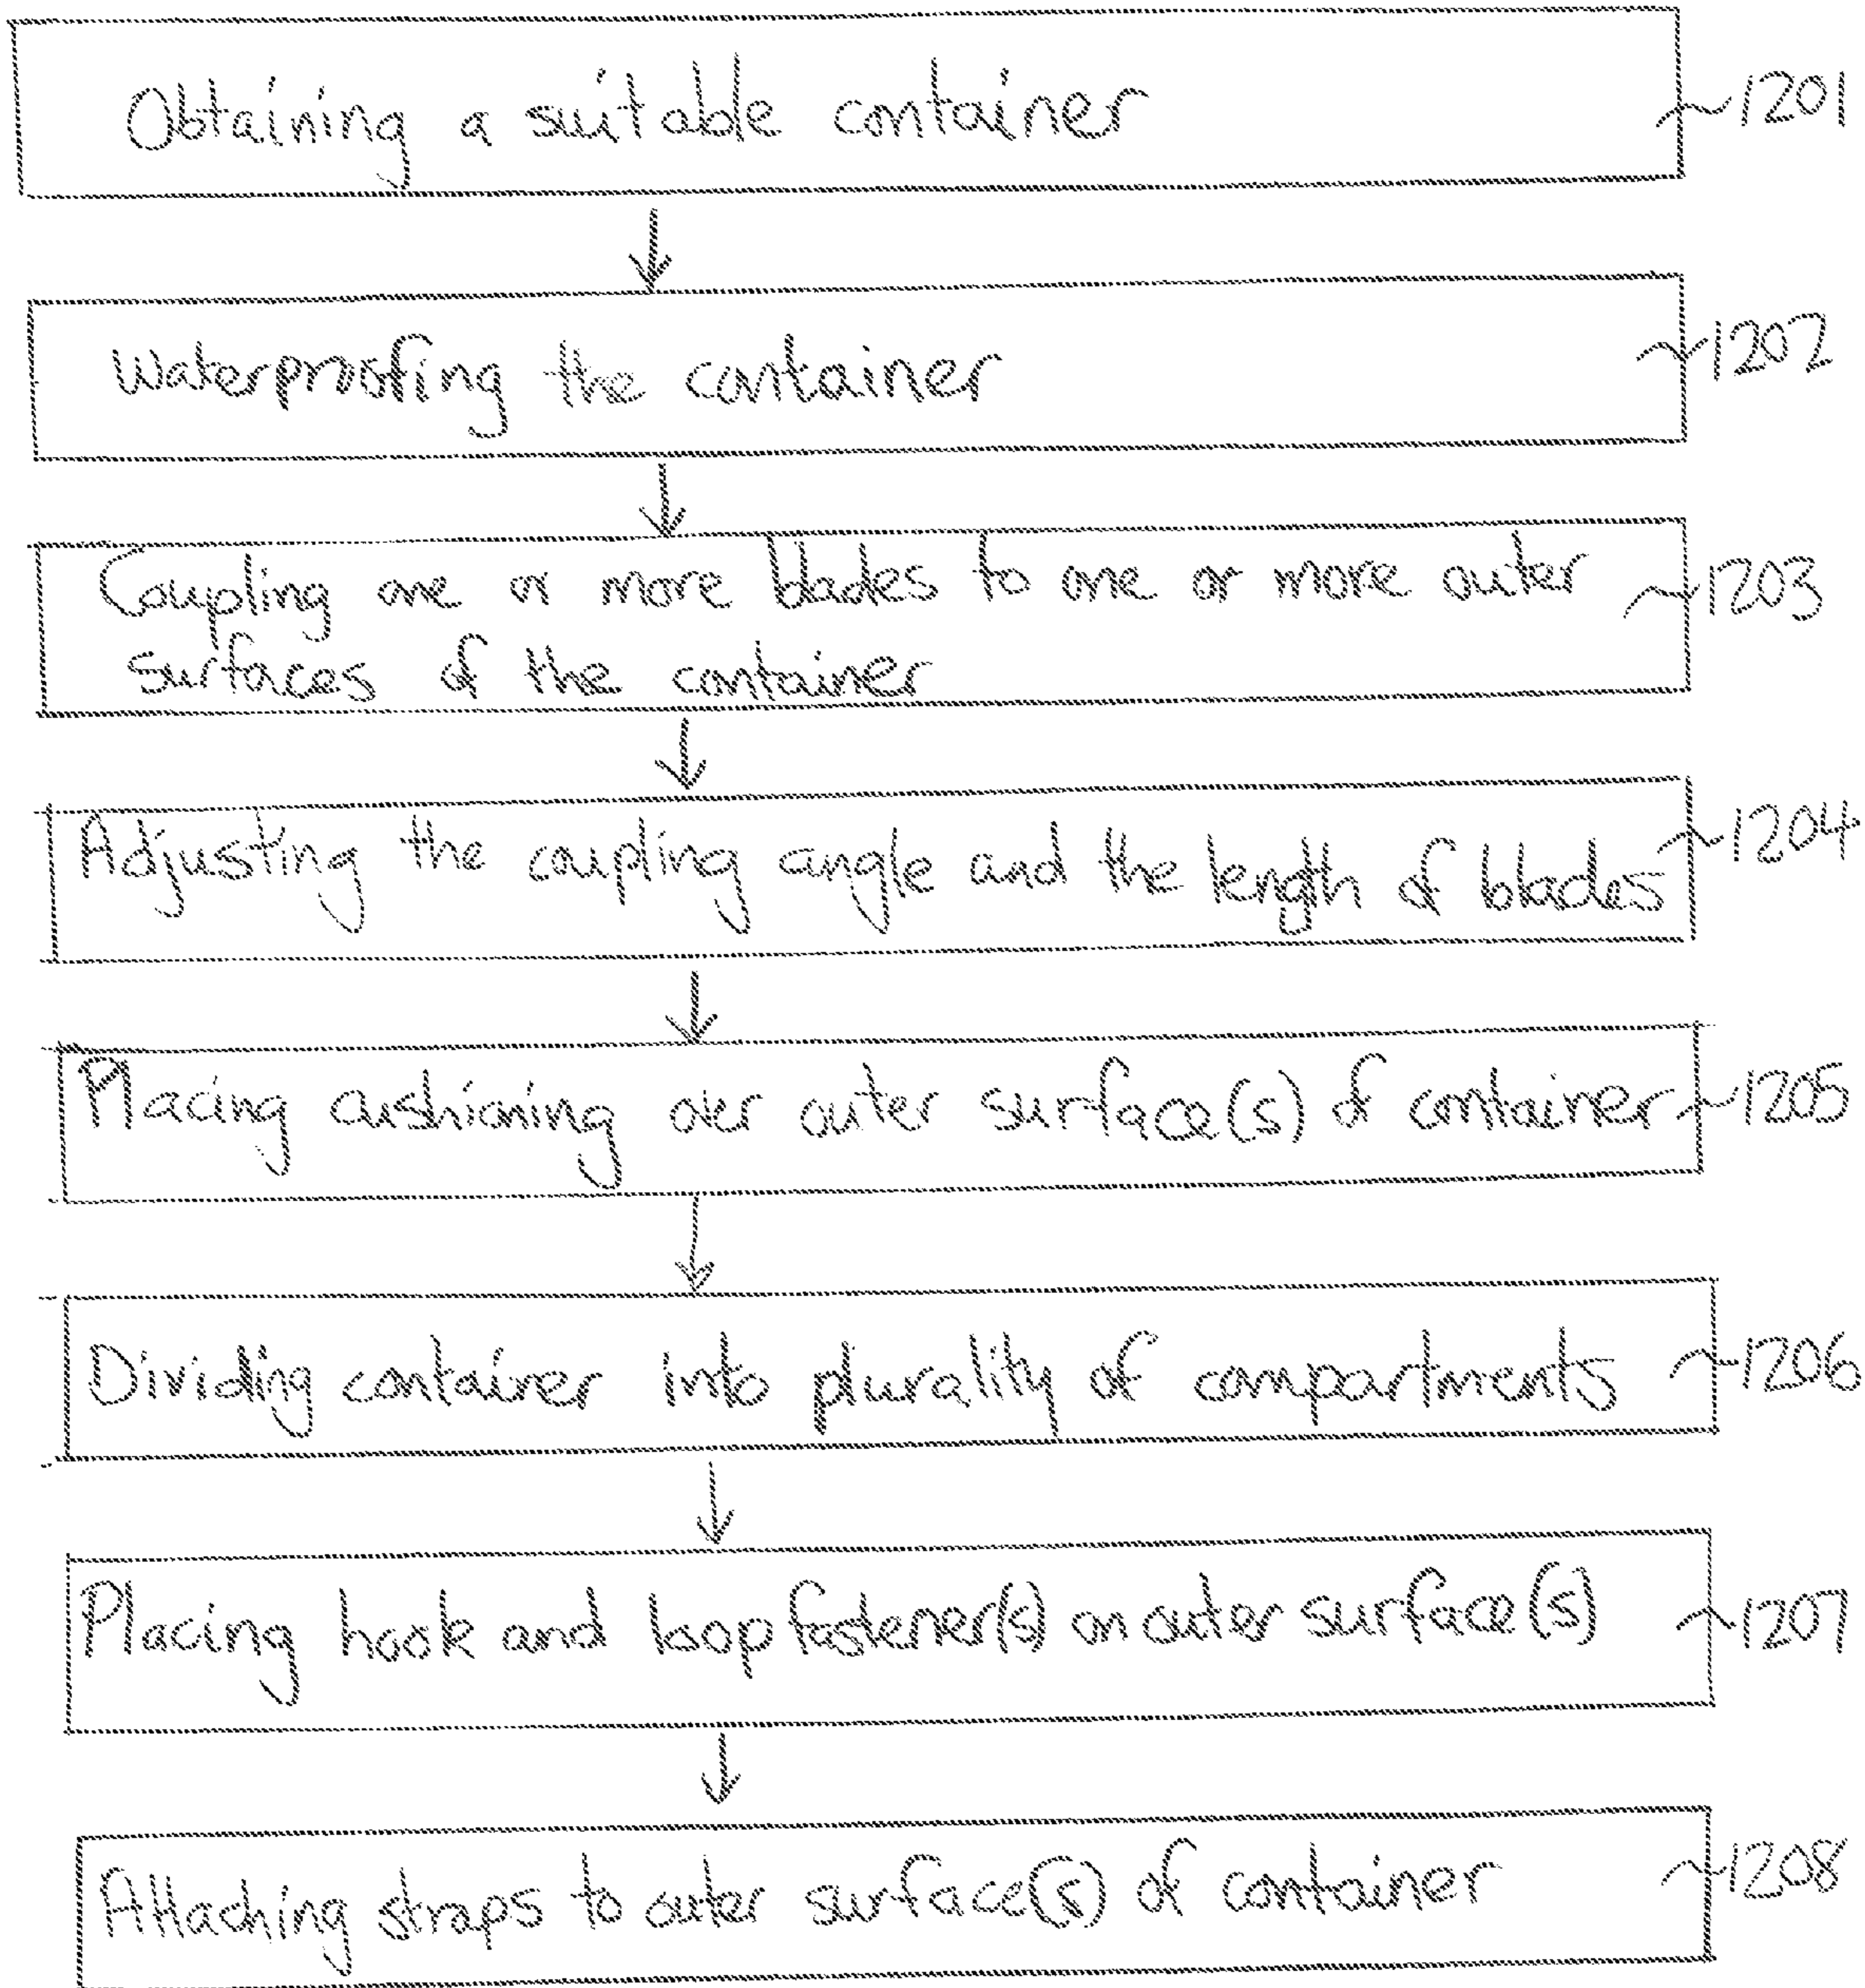 Obtaining a suitable container 1201
Waterproofing the container 1202
Coupling one or more blades to one or more outer 1203
surfaces of the container
Adjusting the coupling angle and the length of blades 1204
Placing cushioning over outer surface(s) of container 1205
Dividing container into plurality of compartments 1206
Placing hook and loop fastener(s) on outer surface(s) 1207
Attaching straps to outer surface(s) of container 1208